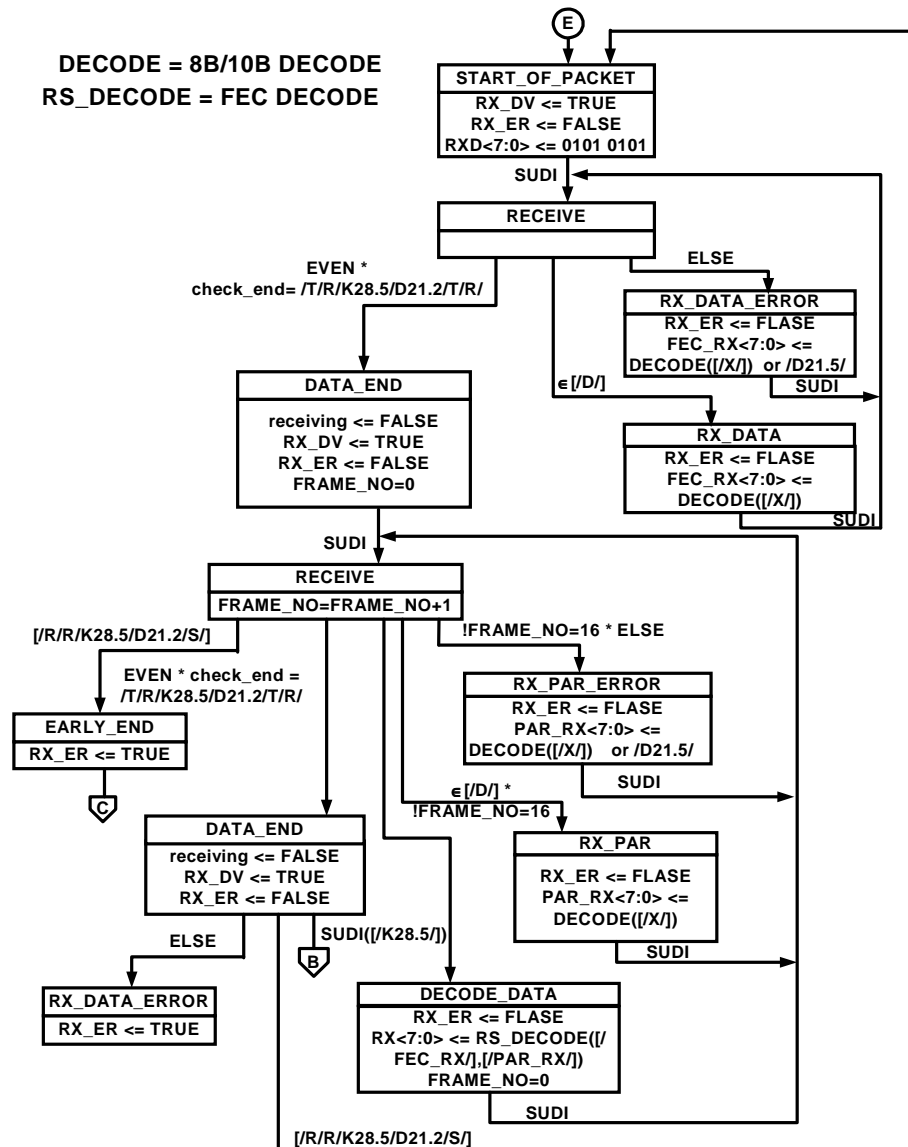 E
DECODE = 8B/10B DECODE
RS_DECODE = FEC DECODE
START_OF_PACKET
RX_DV <= TRUE
RX_ER <= FALSE
RXD<7:0> <= 0101 0101
SUDI
RECEIVE
EVEN *
check_end= /T/R/K28.5/D21.2/T/R/
ELSE
RX_DATA_ERROR
RX_ER <= FLASE
FEC_RX<7:0> <=
DECODE([/X/]) or /D21.5/
SUDI
∈[/D/]
RX_DATA
RX_ER <= FLASE
FEC_RX<7:0> <=
DECODE([/X/])
SUDI
DATA_END
receiving <= FALSE
RX_DV <= TRUE
RX_ER <= FALSE
FRAME_NO=0
SUDI
RECEIVE
FRAME_NO=FRAME_NO+1
[/R/R/K28.5/D21.2/S/]
EVEN * check_end =
/T/R/K28.5/D21.2/T/R/
!FRAME_NO=16 * ELSE
EARLY_END
RX_ER <= TRUE
C
RX_PAR_ERROR
RX_ER <= FLASE
PAR_RX<7:0> <=
DECODE([/X/]) or /D21.5/
SUDI
∈[/D/] *
!FRAME_NO=16
RX_PAR
RX_ER <= FLASE
PAR_RX<7:0> <=
DECODE([/X/])
SUDI
DATA_END
receiving <= FALSE
RX_DV <= TRUE
RX_ER <= FALSE
ELSE
SUDI([/K28.5/])
B
RX_DATA_ERROR
RX_ER <= TRUE
DECODE_DATA
RX_ER <= FLASE
RX<7:0> <= RS_DECODE([/
FEC_RX/],[/PAR_RX/])
FRAME_NO=0
SUDI
[/R/R/K28.5/D21.2/S/]